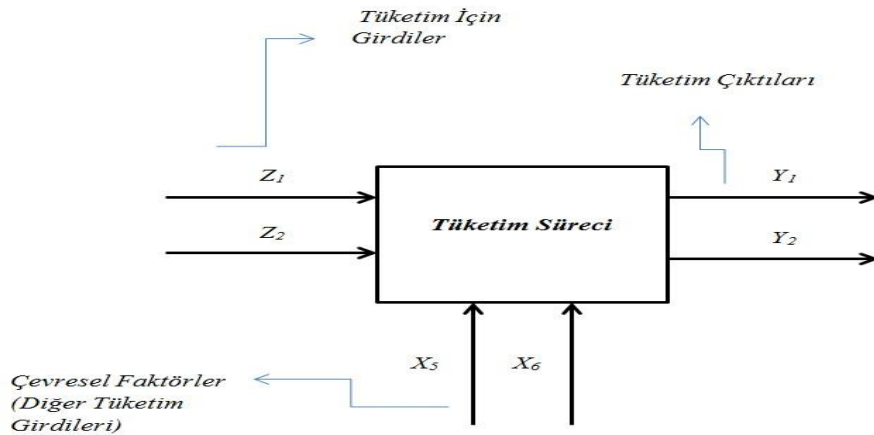 Tüketim İçin
Girdiler
Tüketim Çıktıları
Z1
Y1
Z2
Tüketim Süreci
Y2
X5
X6
Çevresel Faktörler
(Diğer Tüketim
Girdileri)